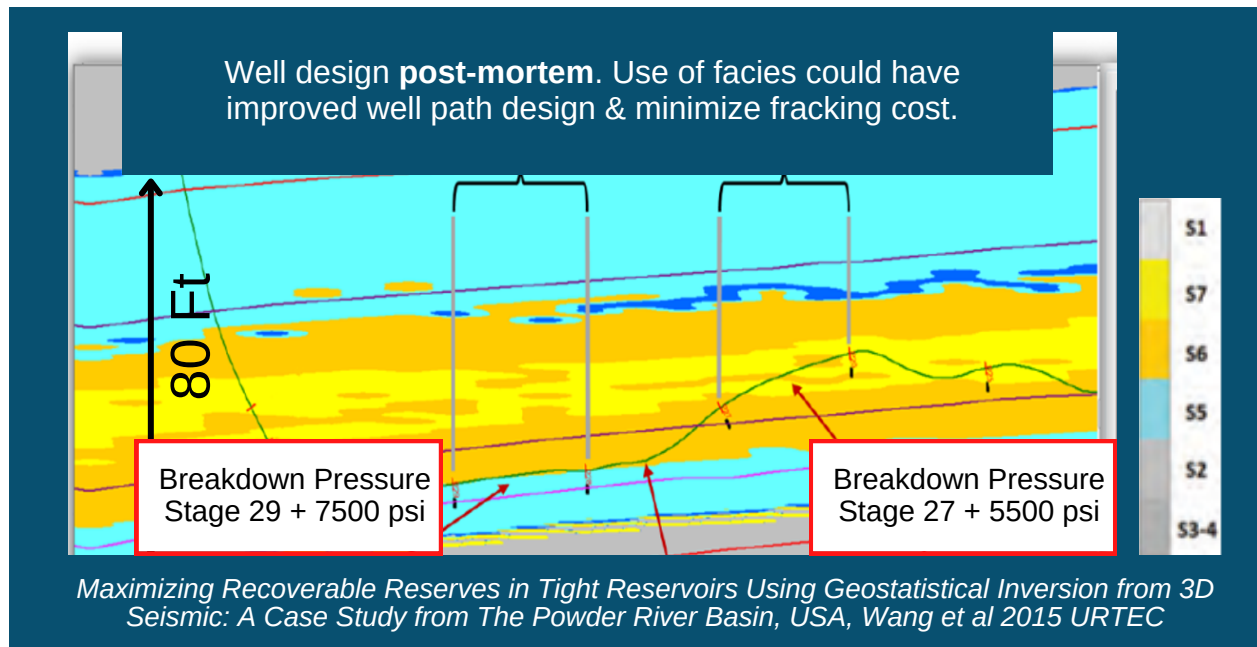 Well design post-mortem. Use of facies could have
improved well path design & minimize fracking cost.
80 Ft
S1
S7
S6
S5
S2
S3-4
Breakdown Pressure
Stage 29 + 7500 psi
Breakdown Pressure
Stage 27 + 5500 psi
Maximizing Recoverable Reserves in Tight Reservoirs Using Geostatistical Inversion from 3D
Seismic: A Case Study from The Powder River Basin, USA, Wang et al 2015 URTEC